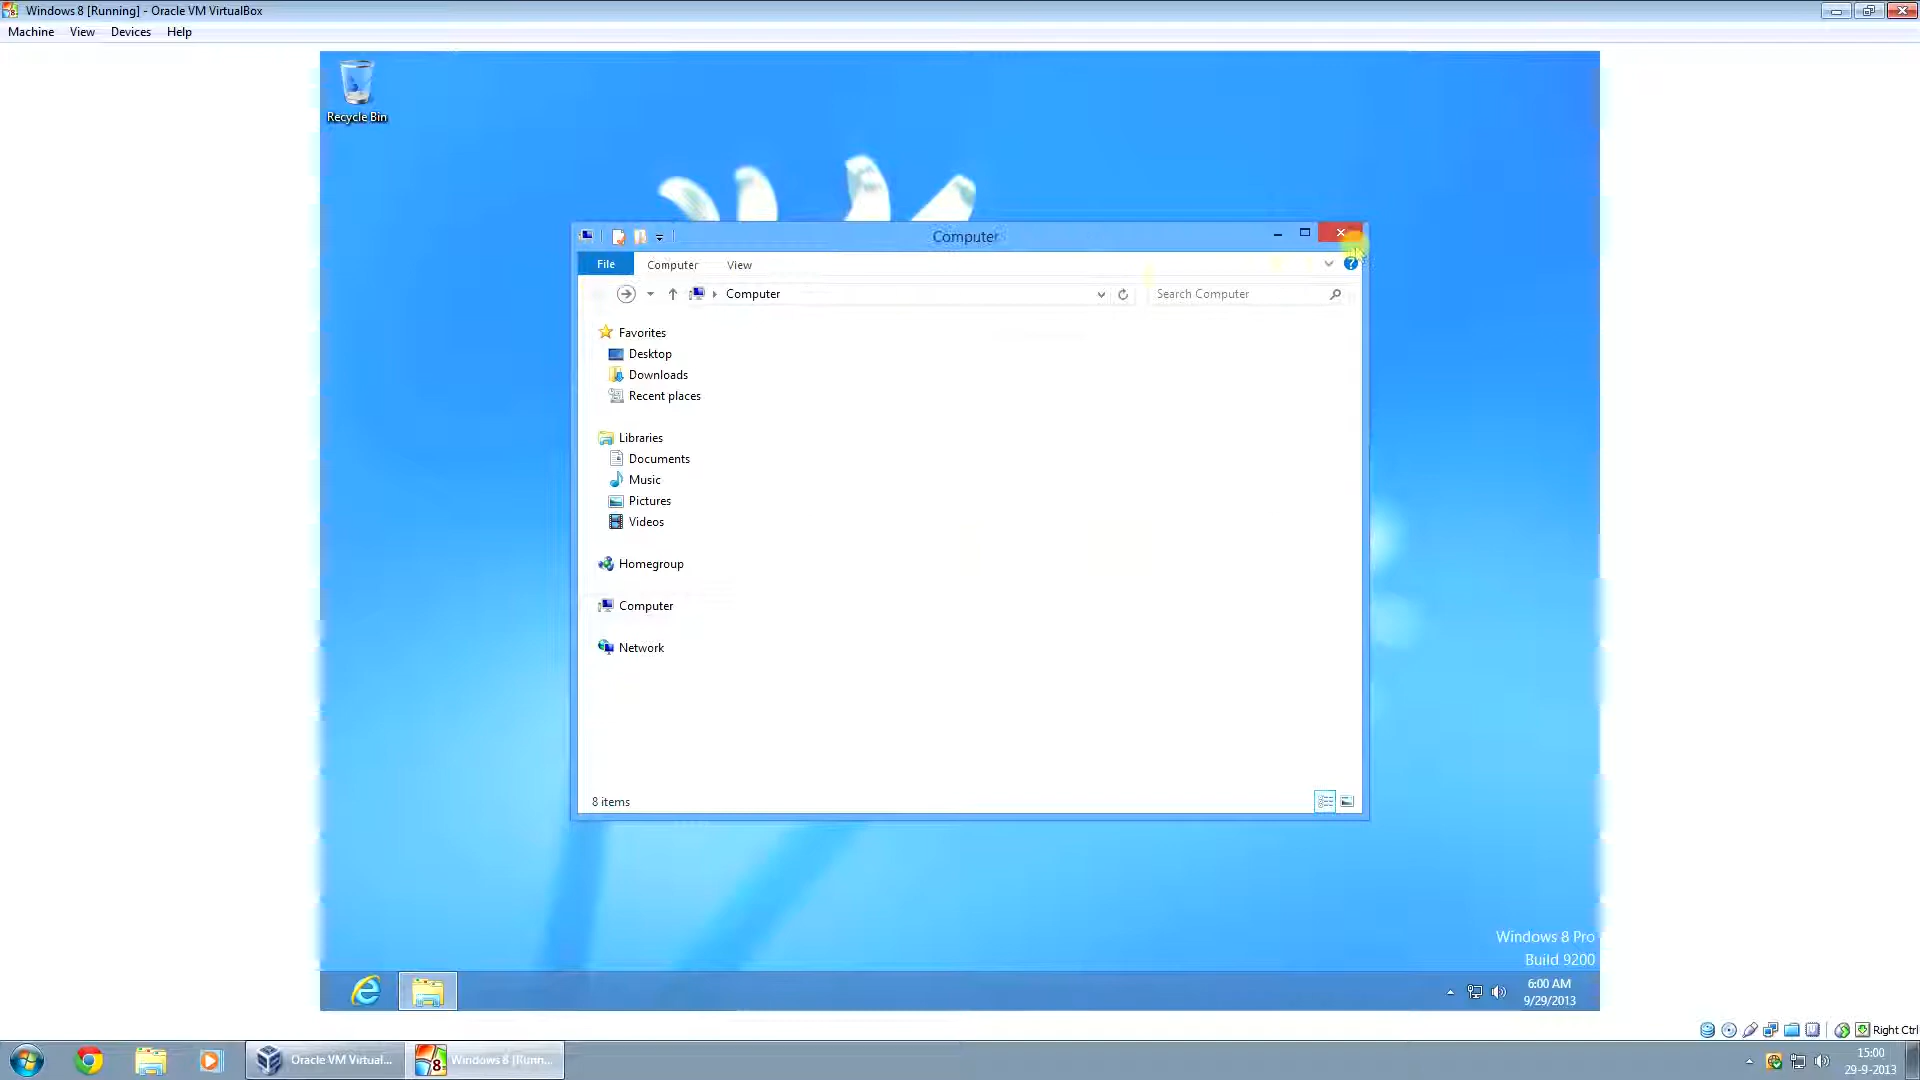 Windows 8 [Running] - Oracle VM VirtualBox
Machine View Devices Help
Recycle Bin
Computer
File Computer View
Computer
Search Computer
Favorites
Desktop
Downloads
Recent places
Libraries
Documents
Music
Pictures
Videos
Homegroup
Computer
Network
8 items
Windows 8 Pro
Build 9200
6:00 AM
9/29/2013
Right Ctrl
Oracle VM Virtual...
Windows 8 [Runn...
15:00
29-9-2013